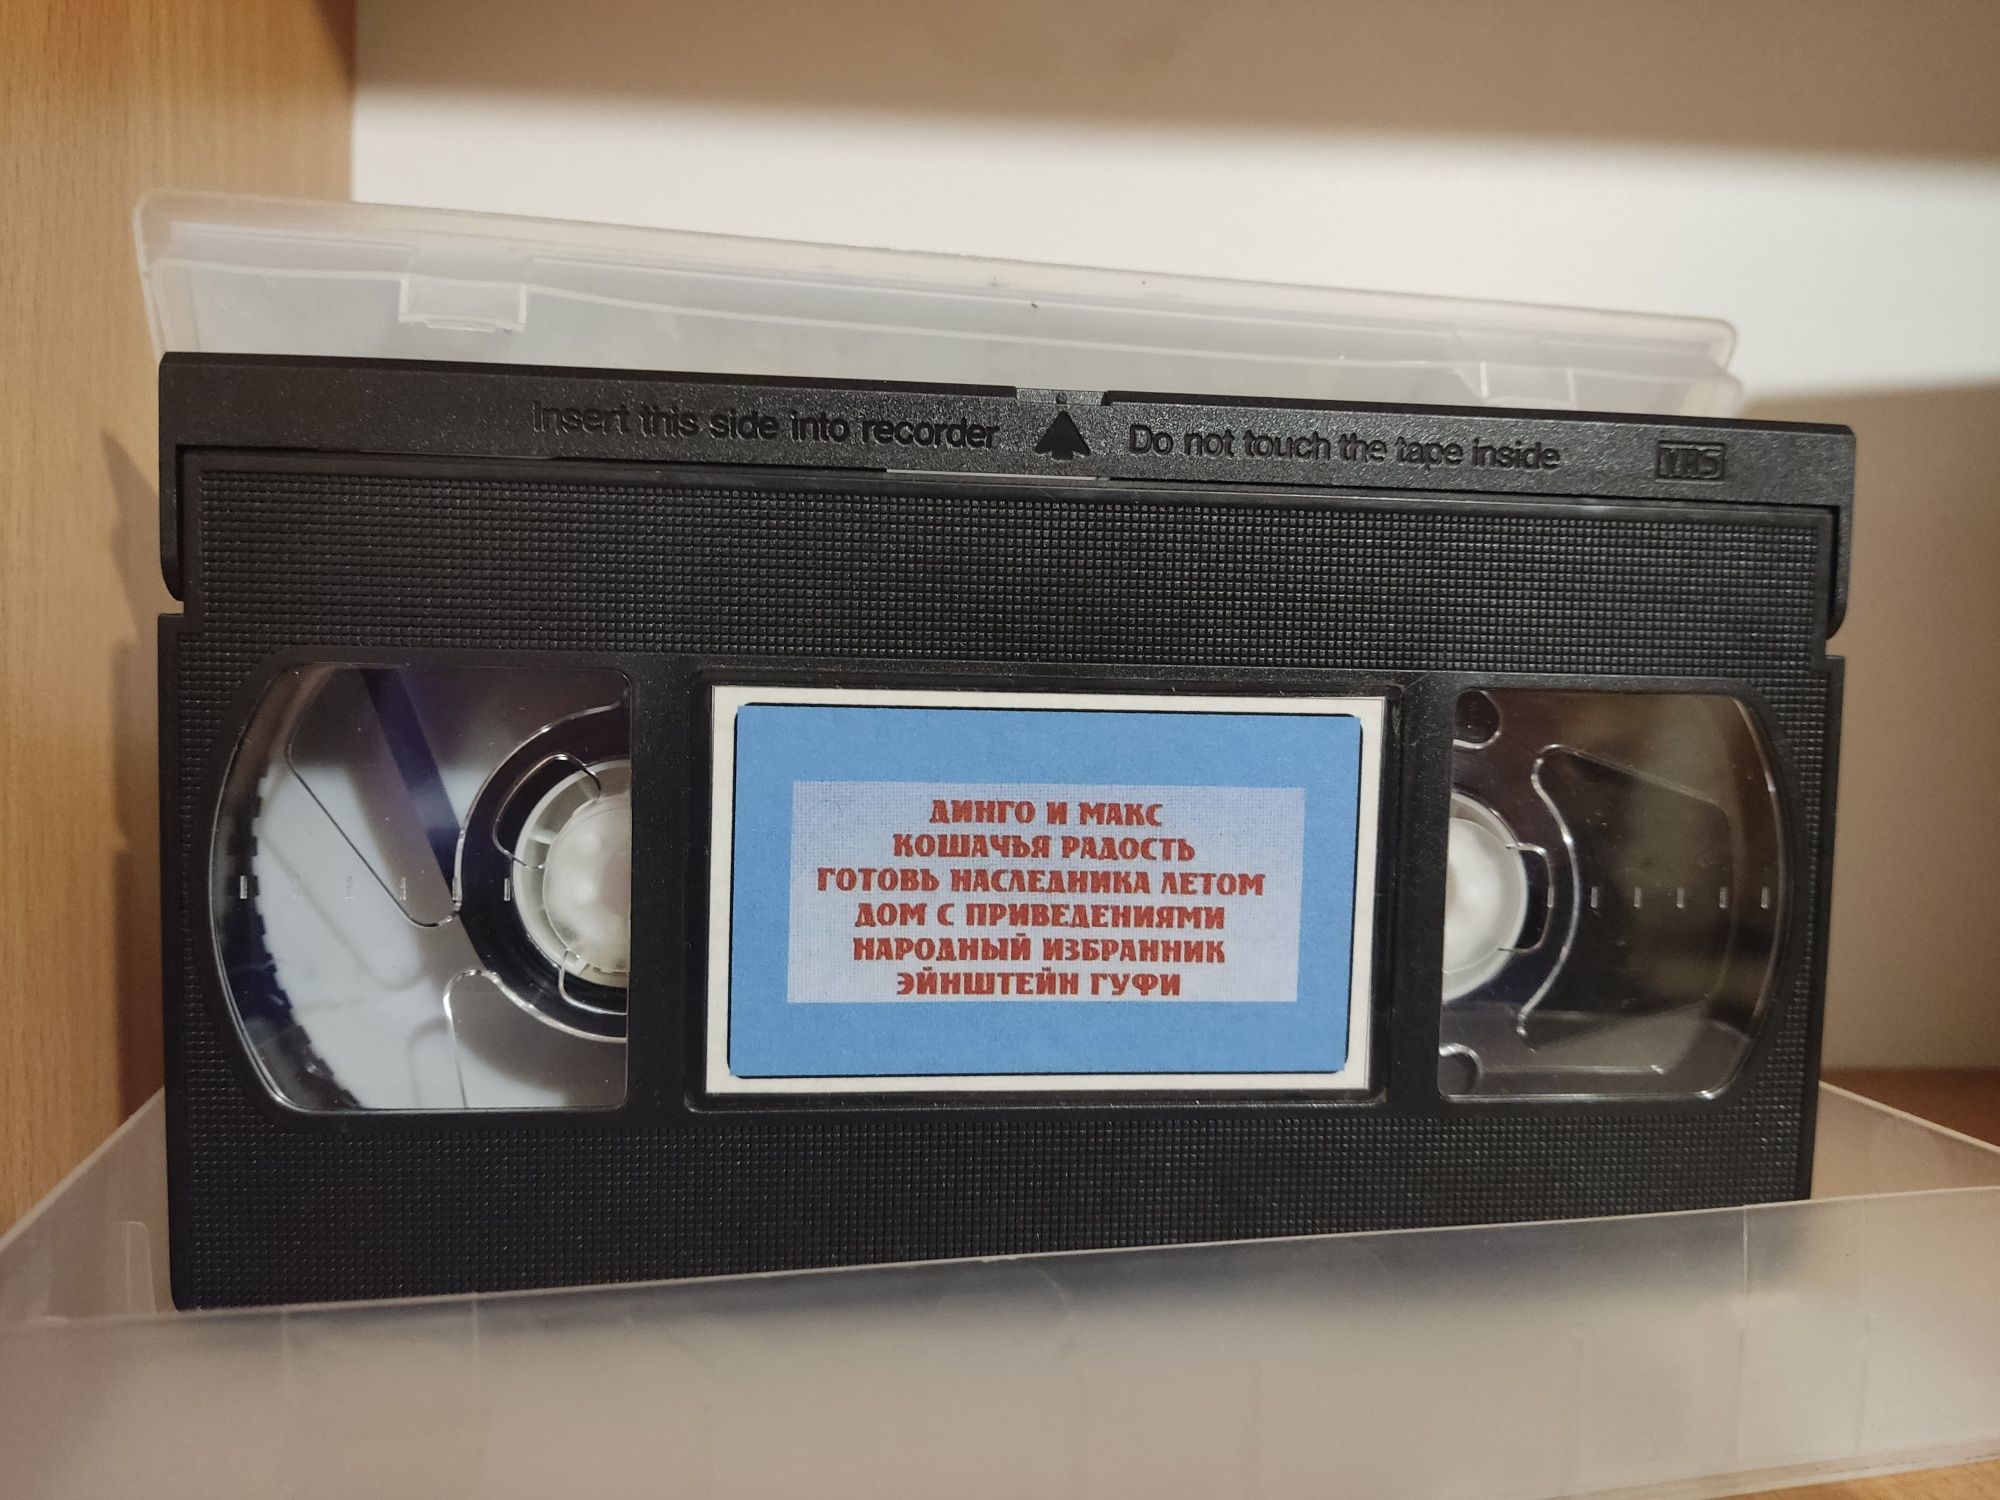 Insert this side into recorder Do not touch the tape inside VHS
ДИНГО И МАКС
КОШАЧЬЯ РАДОСТЬ
ГОТОВЬ НАСЛЕДНИКА ЛЕТОМ
ДОМ С ПРИВЕДЕНИЯМИ
НАРОДНЫЙ ИЗБРАННИК
ЭЙНШТЕЙН ГУФИ